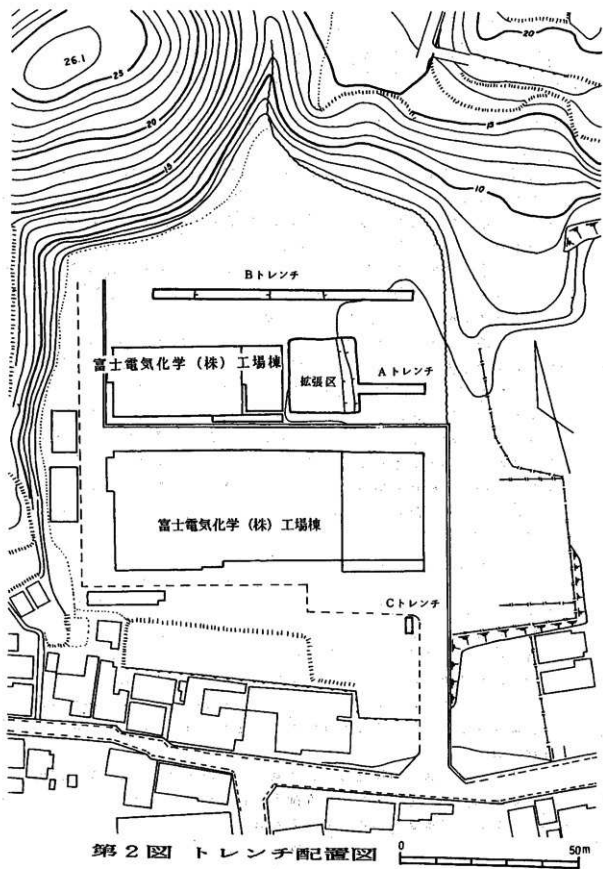 26.1
25
20
15
20
15
10
Bトレンチ
富士電気化学（株）工場棟
拡張区
Aトレンチ
富士電気化学（株）工場棟
Cトレンチ
第2図 トレンチ配置図
0 50m